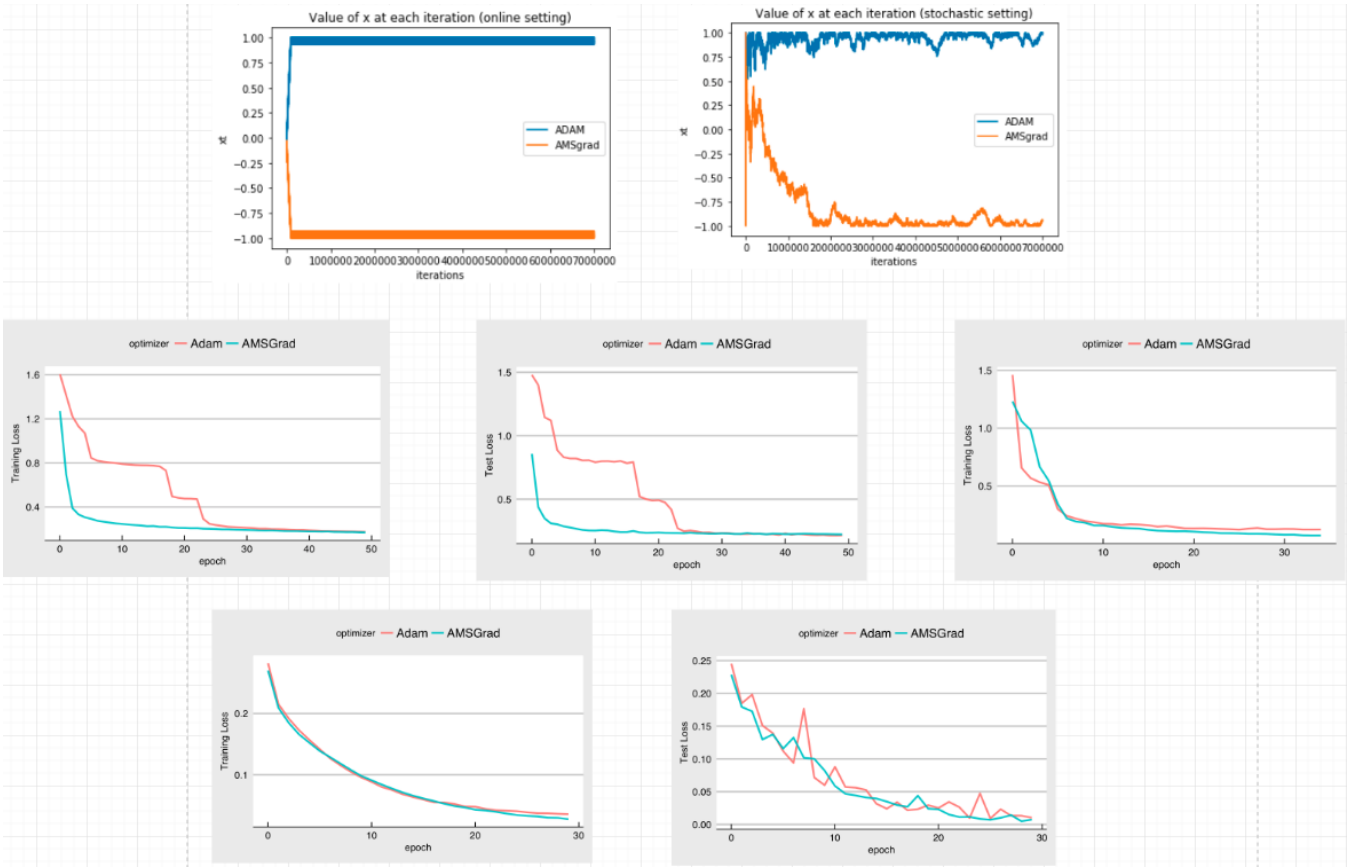 Value of x at each iteration (online setting)
1.00
0.75
0.50
0.25
0.00
−0.25
−0.50
−0.75
−1.00
xt
ADAM
AMSgrad
0 1000000 2000000 3000000 4000000 5000000 6000000 7000000
iterations
Value of x at each iteration (stochastic setting)
1.00
0.75
0.50
0.25
0.00
−0.25
−0.50
−0.75
−1.00
xt
ADAM
AMSgrad
0 1000000 2000000 3000000 4000000 5000000 6000000 7000000
iterations
optimizer Adam AMSGrad
1.6
1.2
0.8
0.4
Training Loss
0 10 20 30 40 50
epoch
optimizer Adam AMSGrad
1.5
1.0
0.5
Test Loss
0 10 20 30 40 50
epoch
optimizer Adam AMSGrad
1.5
1.0
0.5
Training Loss
0 10 20 30
epoch
optimizer Adam AMSGrad
0.2
0.1
Training Loss
0 10 20 30
epoch
optimizer Adam AMSGrad
0.25
0.20
0.15
0.10
0.05
0.00
Test Loss
0 10 20 30
epoch